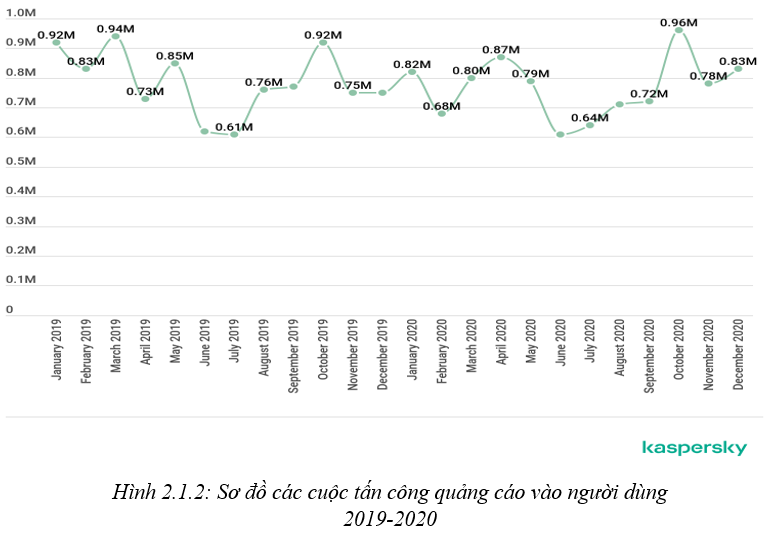 1.0M
0.9M
0.8M
0.7M
0.6M
0.5M
0.4M
0.3M
0.2M
0.1M
0
0.92M
0.83M
0.94M
0.73M
0.85M
0.61M
0.76M
0.92M
0.75M
0.82M
0.68M
0.80M
0.87M
0.79M
0.64M
0.72M
0.96M
0.78M
0.83M
January 2019
February 2019
March 2019
April 2019
May 2019
June 2019
July 2019
August 2019
September 2019
October 2019
November 2019
December 2019
January 2020
February 2020
March 2020
April 2020
May 2020
June 2020
July 2020
August 2020
September 2020
October 2020
November 2020
December 2020
kaspersky
Hình 2.1.2: Sơ đồ các cuộc tấn công quảng cáo vào người dùng
2019-2020